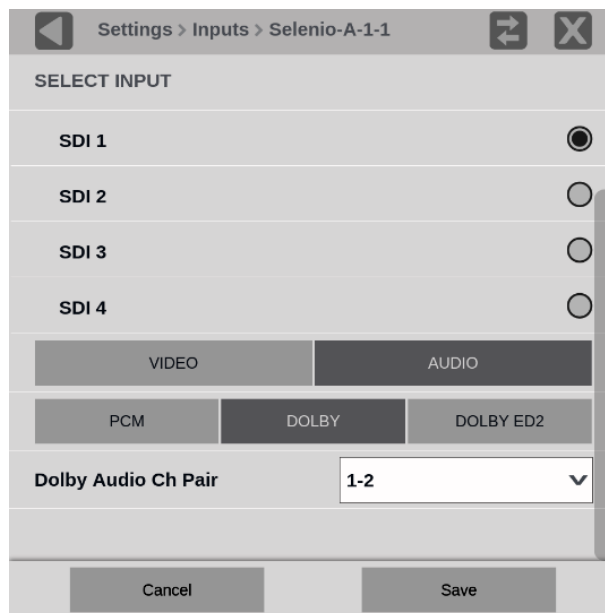 Settings > Inputs > Selenio-A-1-1
SELECT INPUT
SDI 1
SDI 2
SDI 3
SDI 4
VIDEO AUDIO
PCM DOLBY DOLBY ED2
Dolby Audio Ch Pair 1-2
Cancel Save